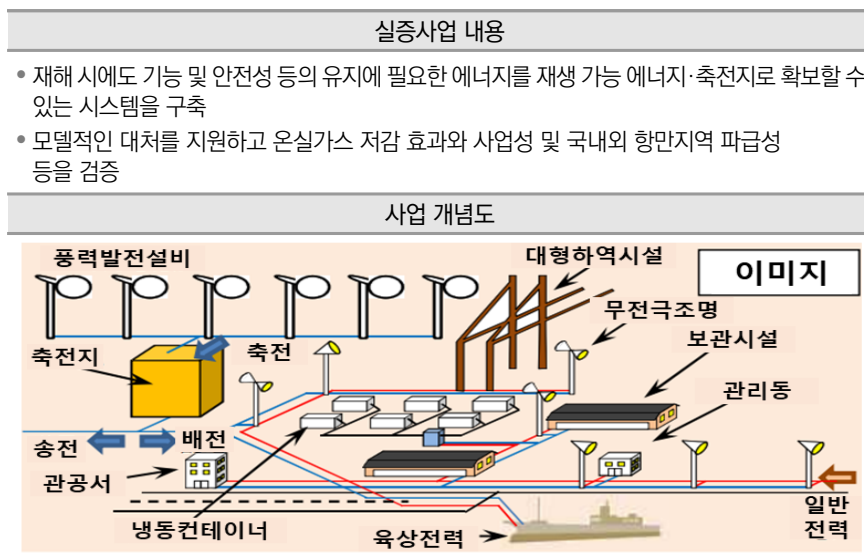 실증사업 내용
• 재해 시에도 기능 및 안전성 등의 유지에 필요한 에너지를 재생 가능 에너지·축전지로 확보할 수
있는 시스템을 구축
• 모델적인 대처를 지원하고 온실가스 저감 효과와 사업성 및 국내외 항만지역 파급성
등을 검증
사업 개념도
풍력발전설비
대형하역시설
이미지
무전극조명
축전지
축전
보관시설
관리동
송전
배전
관공서
냉동컨테이너
육상전력
일반
전력